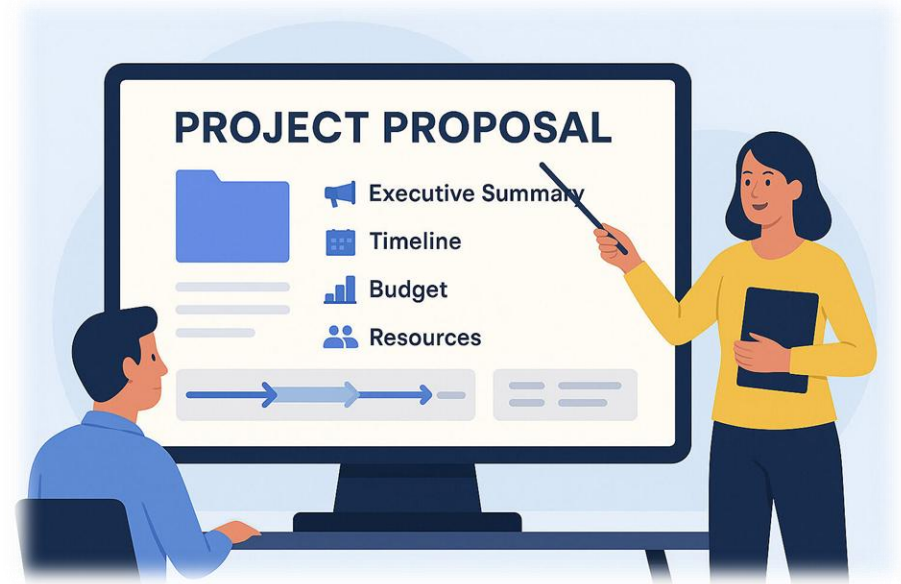 PROJECT PROPOSAL
Executive Summary
Timeline
Budget
Resources